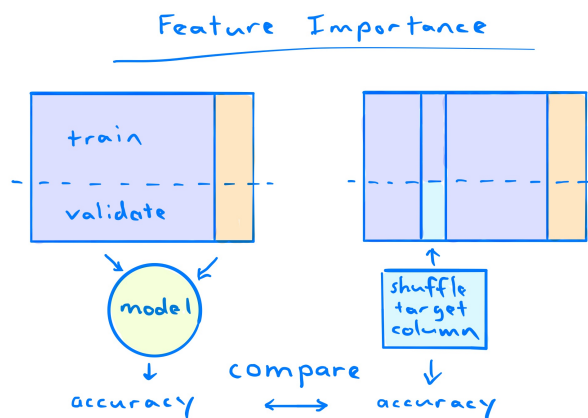 Feature Importance
train
validate
model
shuffle
target
column
compare
accuracy
accuracy